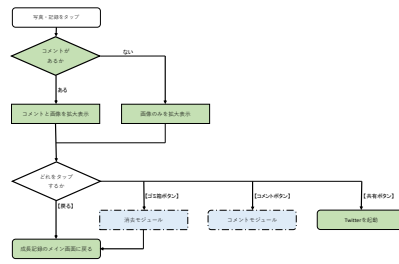 写真・記録をタップ
コメントが
あるか
ない
ある
コメントと画像を拡大表示
画像のみを拡大表示
どれをタップ
するか
【戻る】
【ゴミ箱ボタン】
【コメントボタン】
【共有ボタン】
消去モジュール
コメントモジュール
Twitterを起動
成長記録のメイン画面に戻る